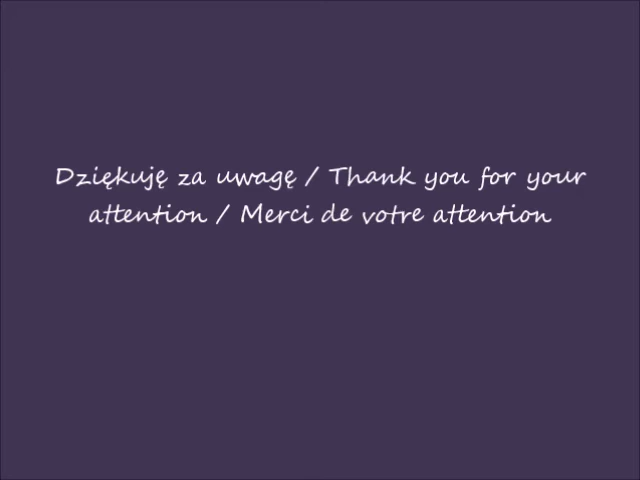 Dziękuję za uwagę / Thank you for your
attention / Merci de votre attention